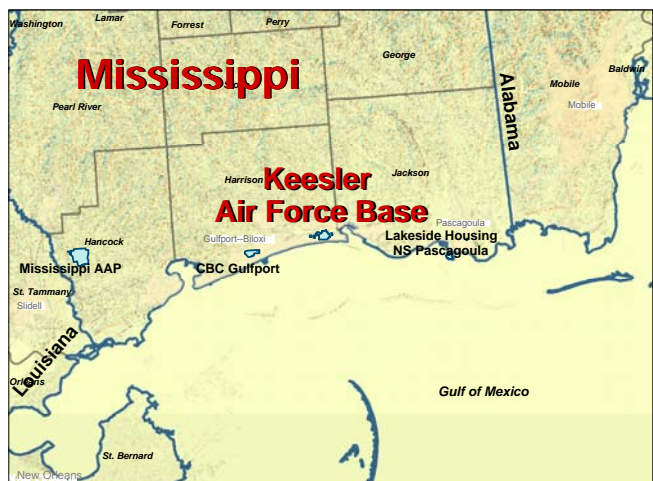 Washington
Lamar
Forrest
Perry
George
Baldwin
Mississippi
Mobile
Mobile
Pearl River
Alabama
Harrison
Jackson
Keesler
Air Force Base
Pascagoula
Hancock
Gulfport--Biloxi
Lakeside Housing
NS Pascagoula
Mississippi AAP
CBC Gulfport
St. Tammany
Slidell
Louisiana
Orleans
Gulf of Mexico
St. Bernard
New Orleans